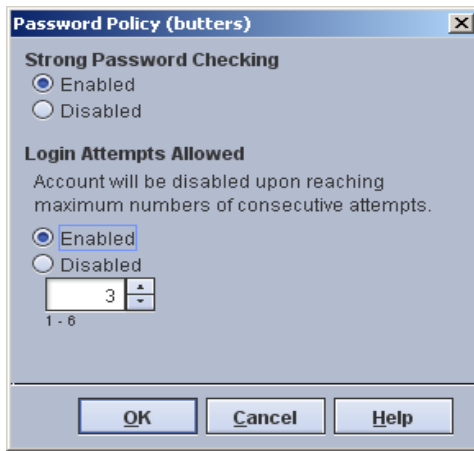 Password Policy (butters)
Strong Password Checking
Enabled
Disabled
Login Attempts Allowed
Account will be disabled upon reaching
maximum numbers of consecutive attempts.
Enabled
Disabled
3
1 - 6
OK Cancel Help